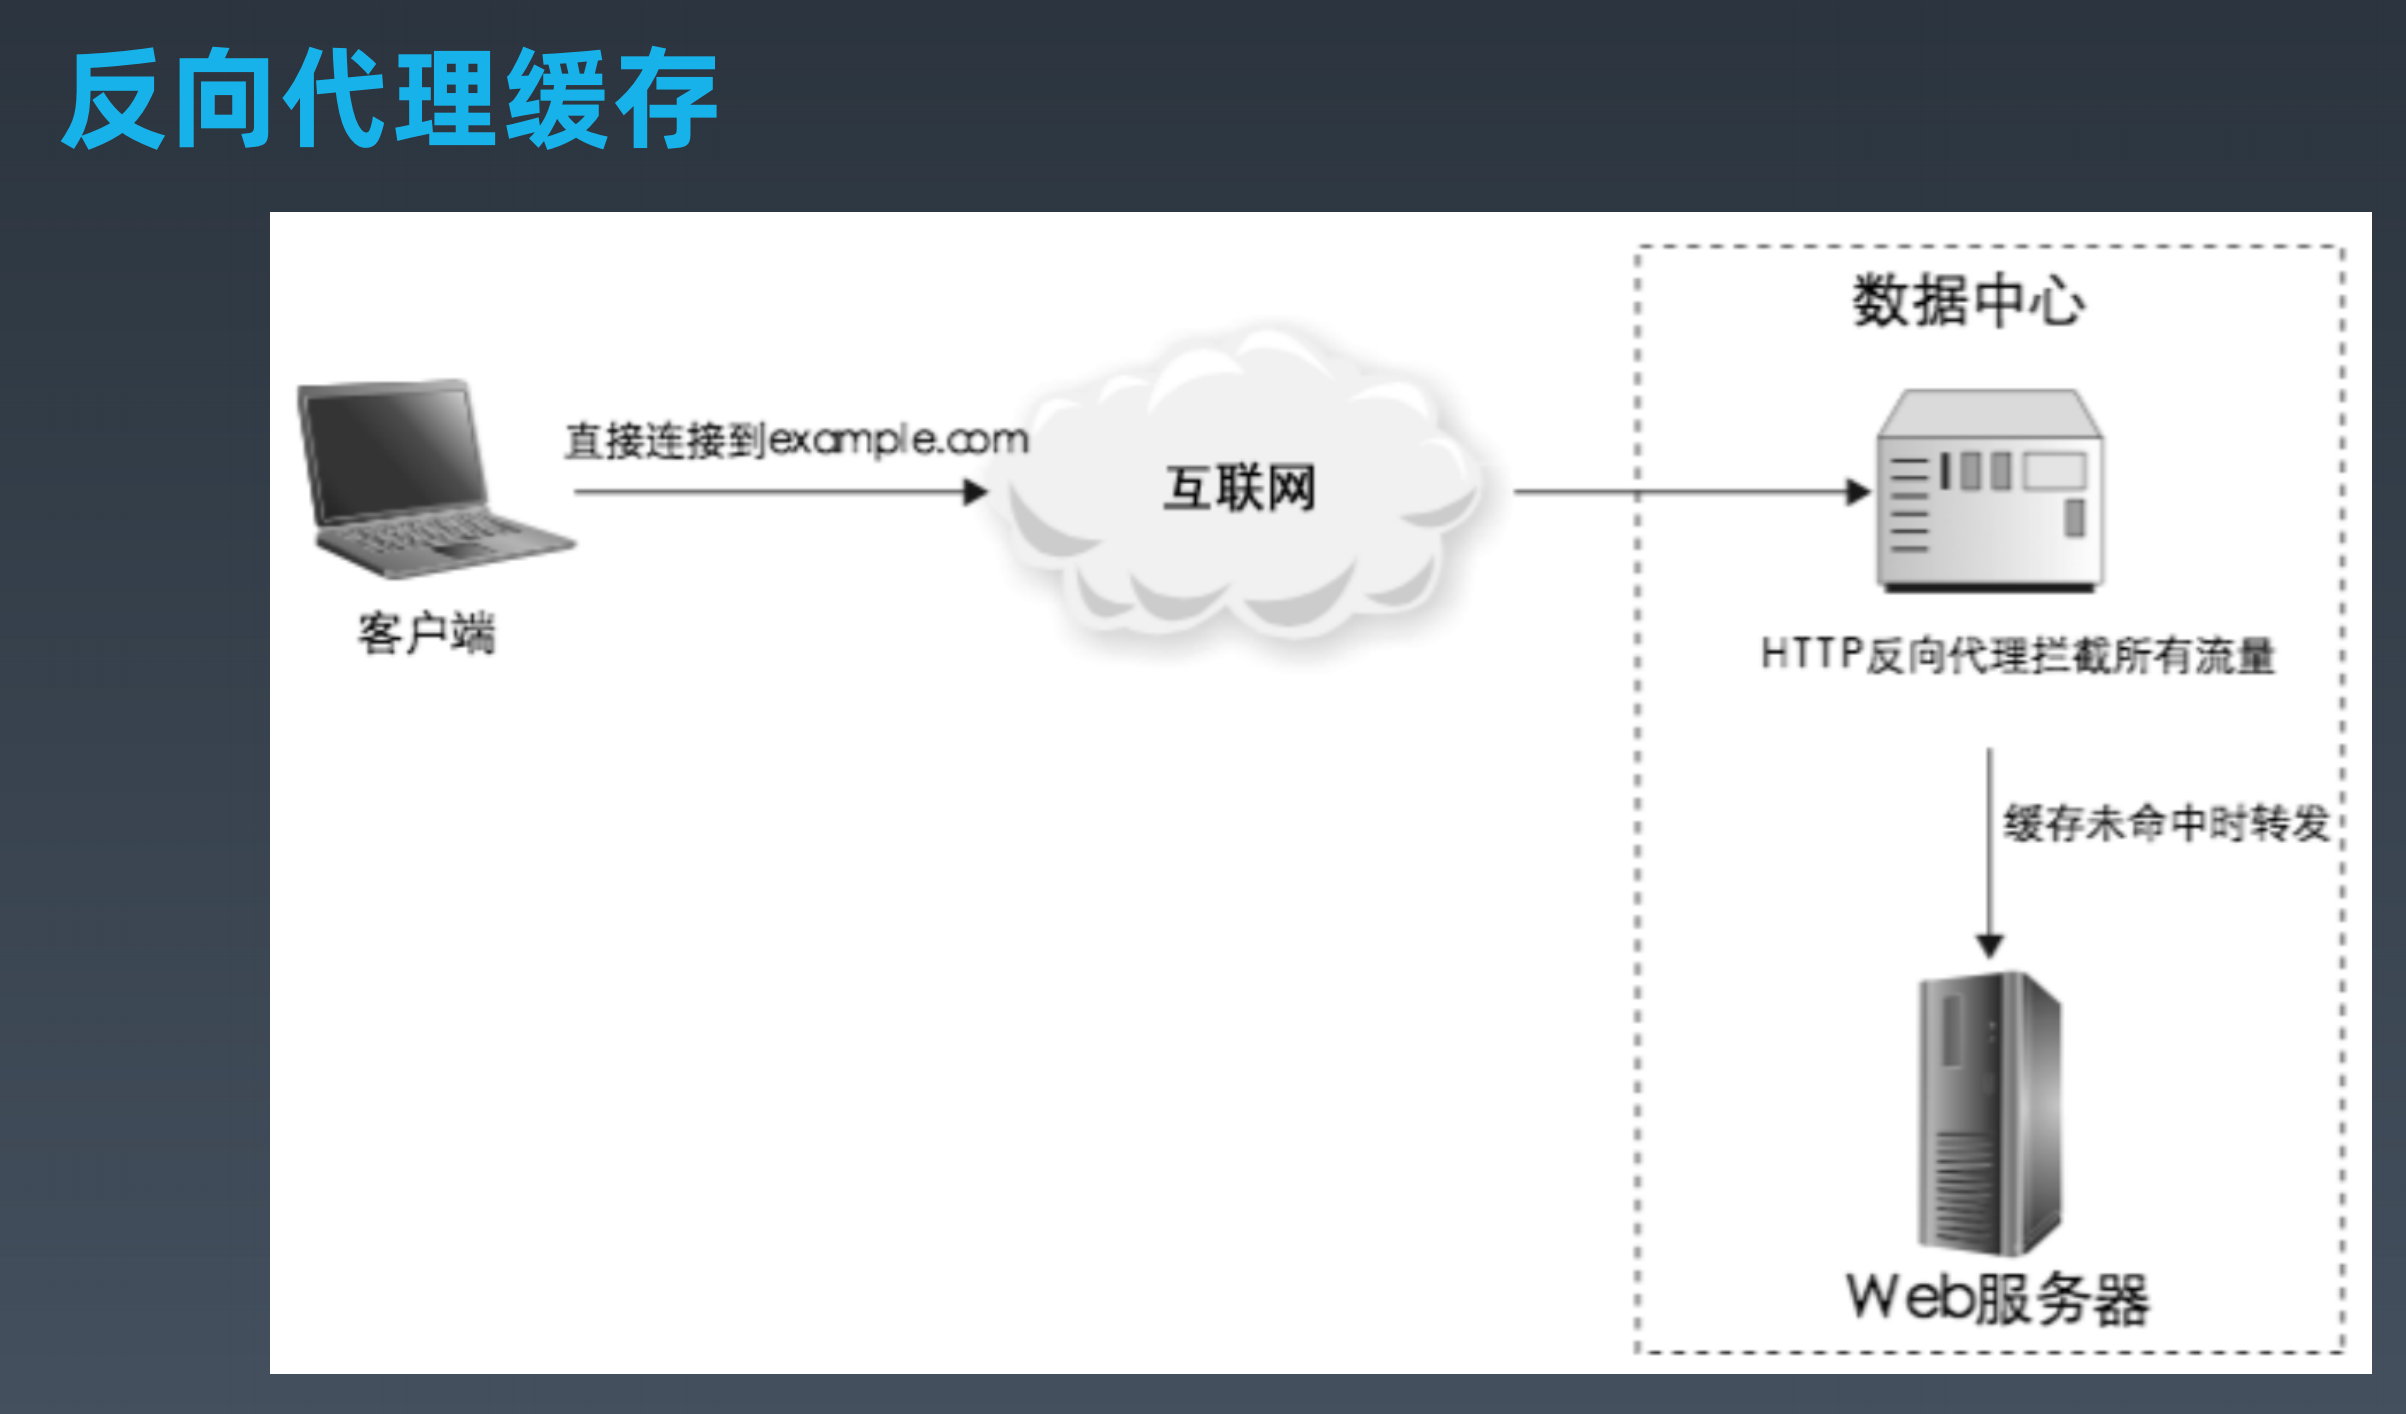 反向代理缓存
数据中心
直接连接到example.com
互联网
客户端
HTTP反向代理拦截所有流量
缓存未命中时转发
Web服务器